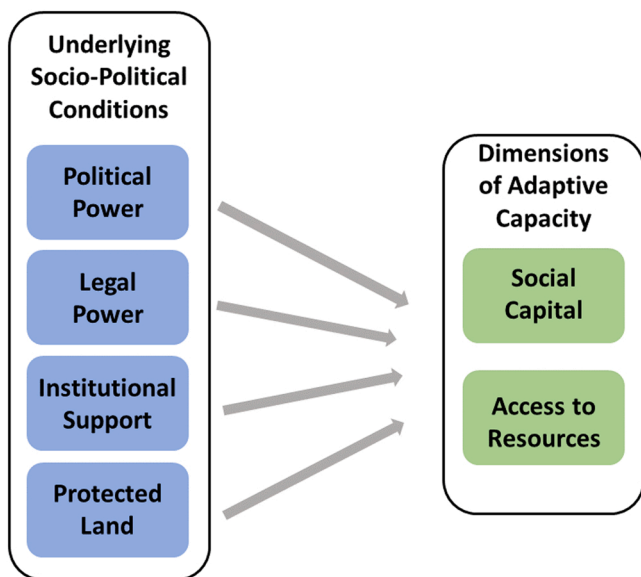 Underlying
Socio-Political
Conditions
Political
Power
Legal
Power
Institutional
Support
Protected
Land
Dimensions
of Adaptive
Capacity
Social
Capital
Access to
Resources